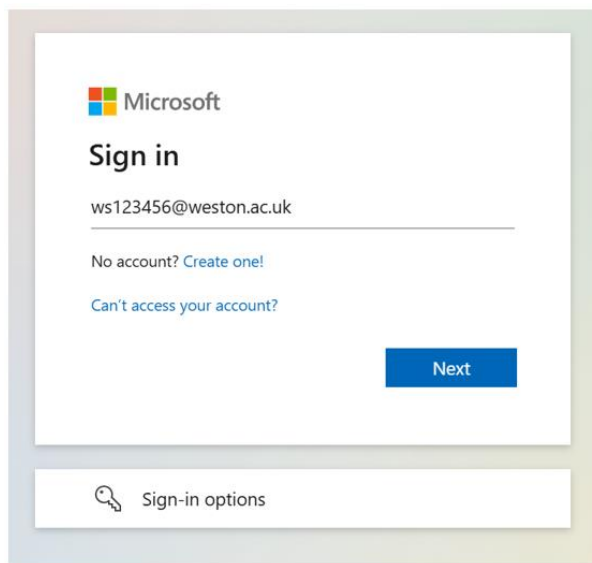 Microsoft
Sign in
ws123456@weston.ac.uk
No account? Create one!
Can't access your account?
Next
Sign-in options